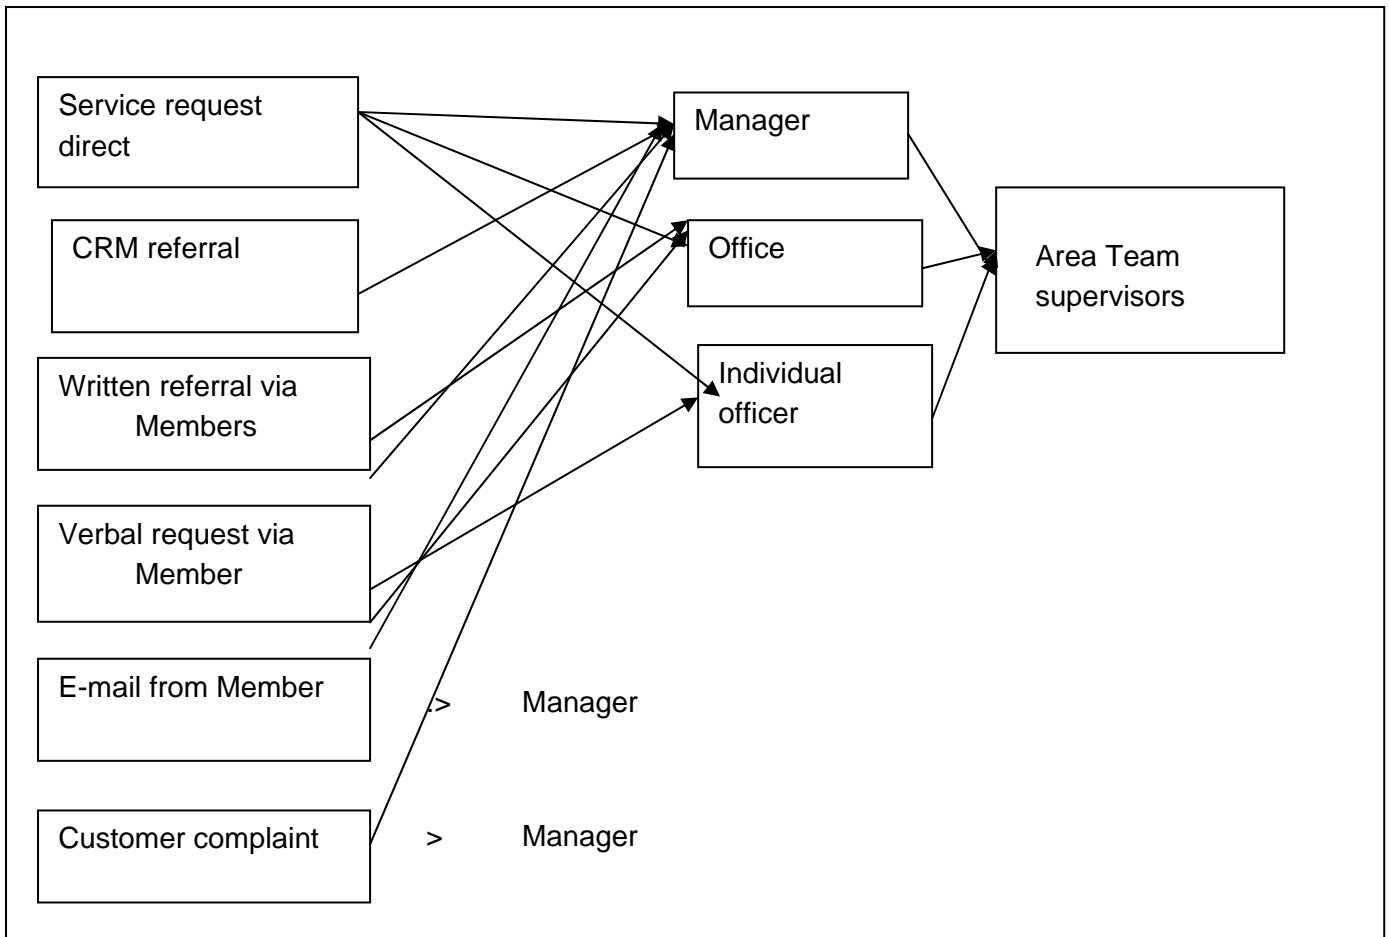 Service request
direct
Manager
CRM referral
Office
Area Team
supervisors
Written referral via
Members
Individual
officer
Verbal request via
Member
E-mail from Member
.>
Manager
Customer complaint
>
Manager